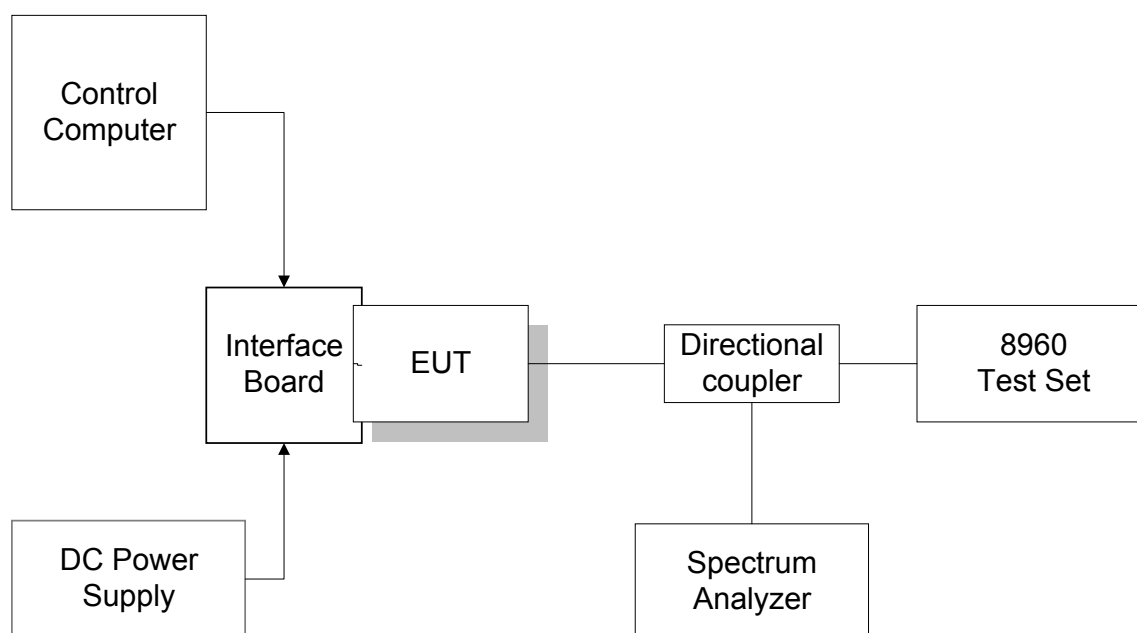 Control
Computer
Interface
Board
EUT
Directional
coupler
8960
Test Set
DC Power
Supply
Spectrum
Analyzer